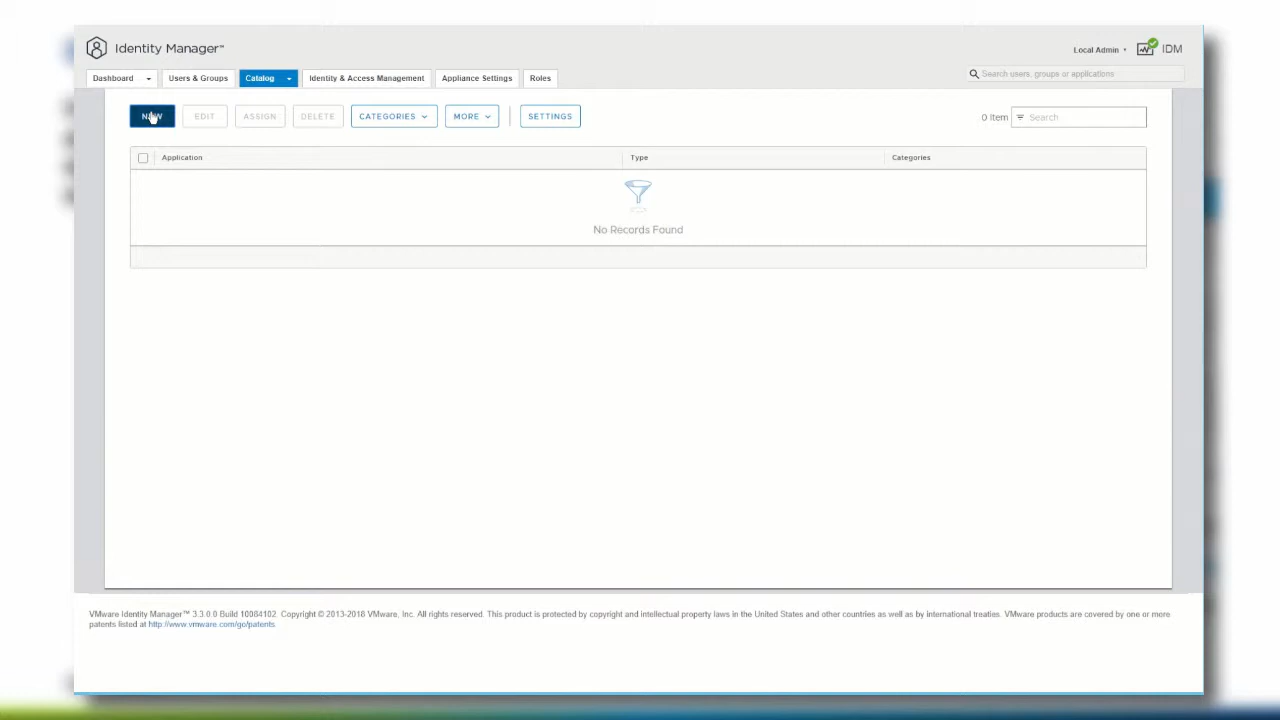 Identity Manager™
Local Admin
IDM
Dashboard
Users & Groups
Catalog
Identity & Access Management
Appliance Settings
Roles
Search users, groups or applications
NEW
EDIT
ASSIGN
DELETE
CATEGORIES
MORE
SETTINGS
0 Item
Search
Application
Type
Categories
No Records Found
VMware Identity Manager™ 3.3.0.0 Build 10084102 Copyright © 2013-2018 VMware, Inc. All rights reserved. This product is protected by copyright and intellectual property laws in the United States and other countries as well as by international treaties. VMware products are covered by one or more
patents listed at http://www.vmware.com/go/patents.